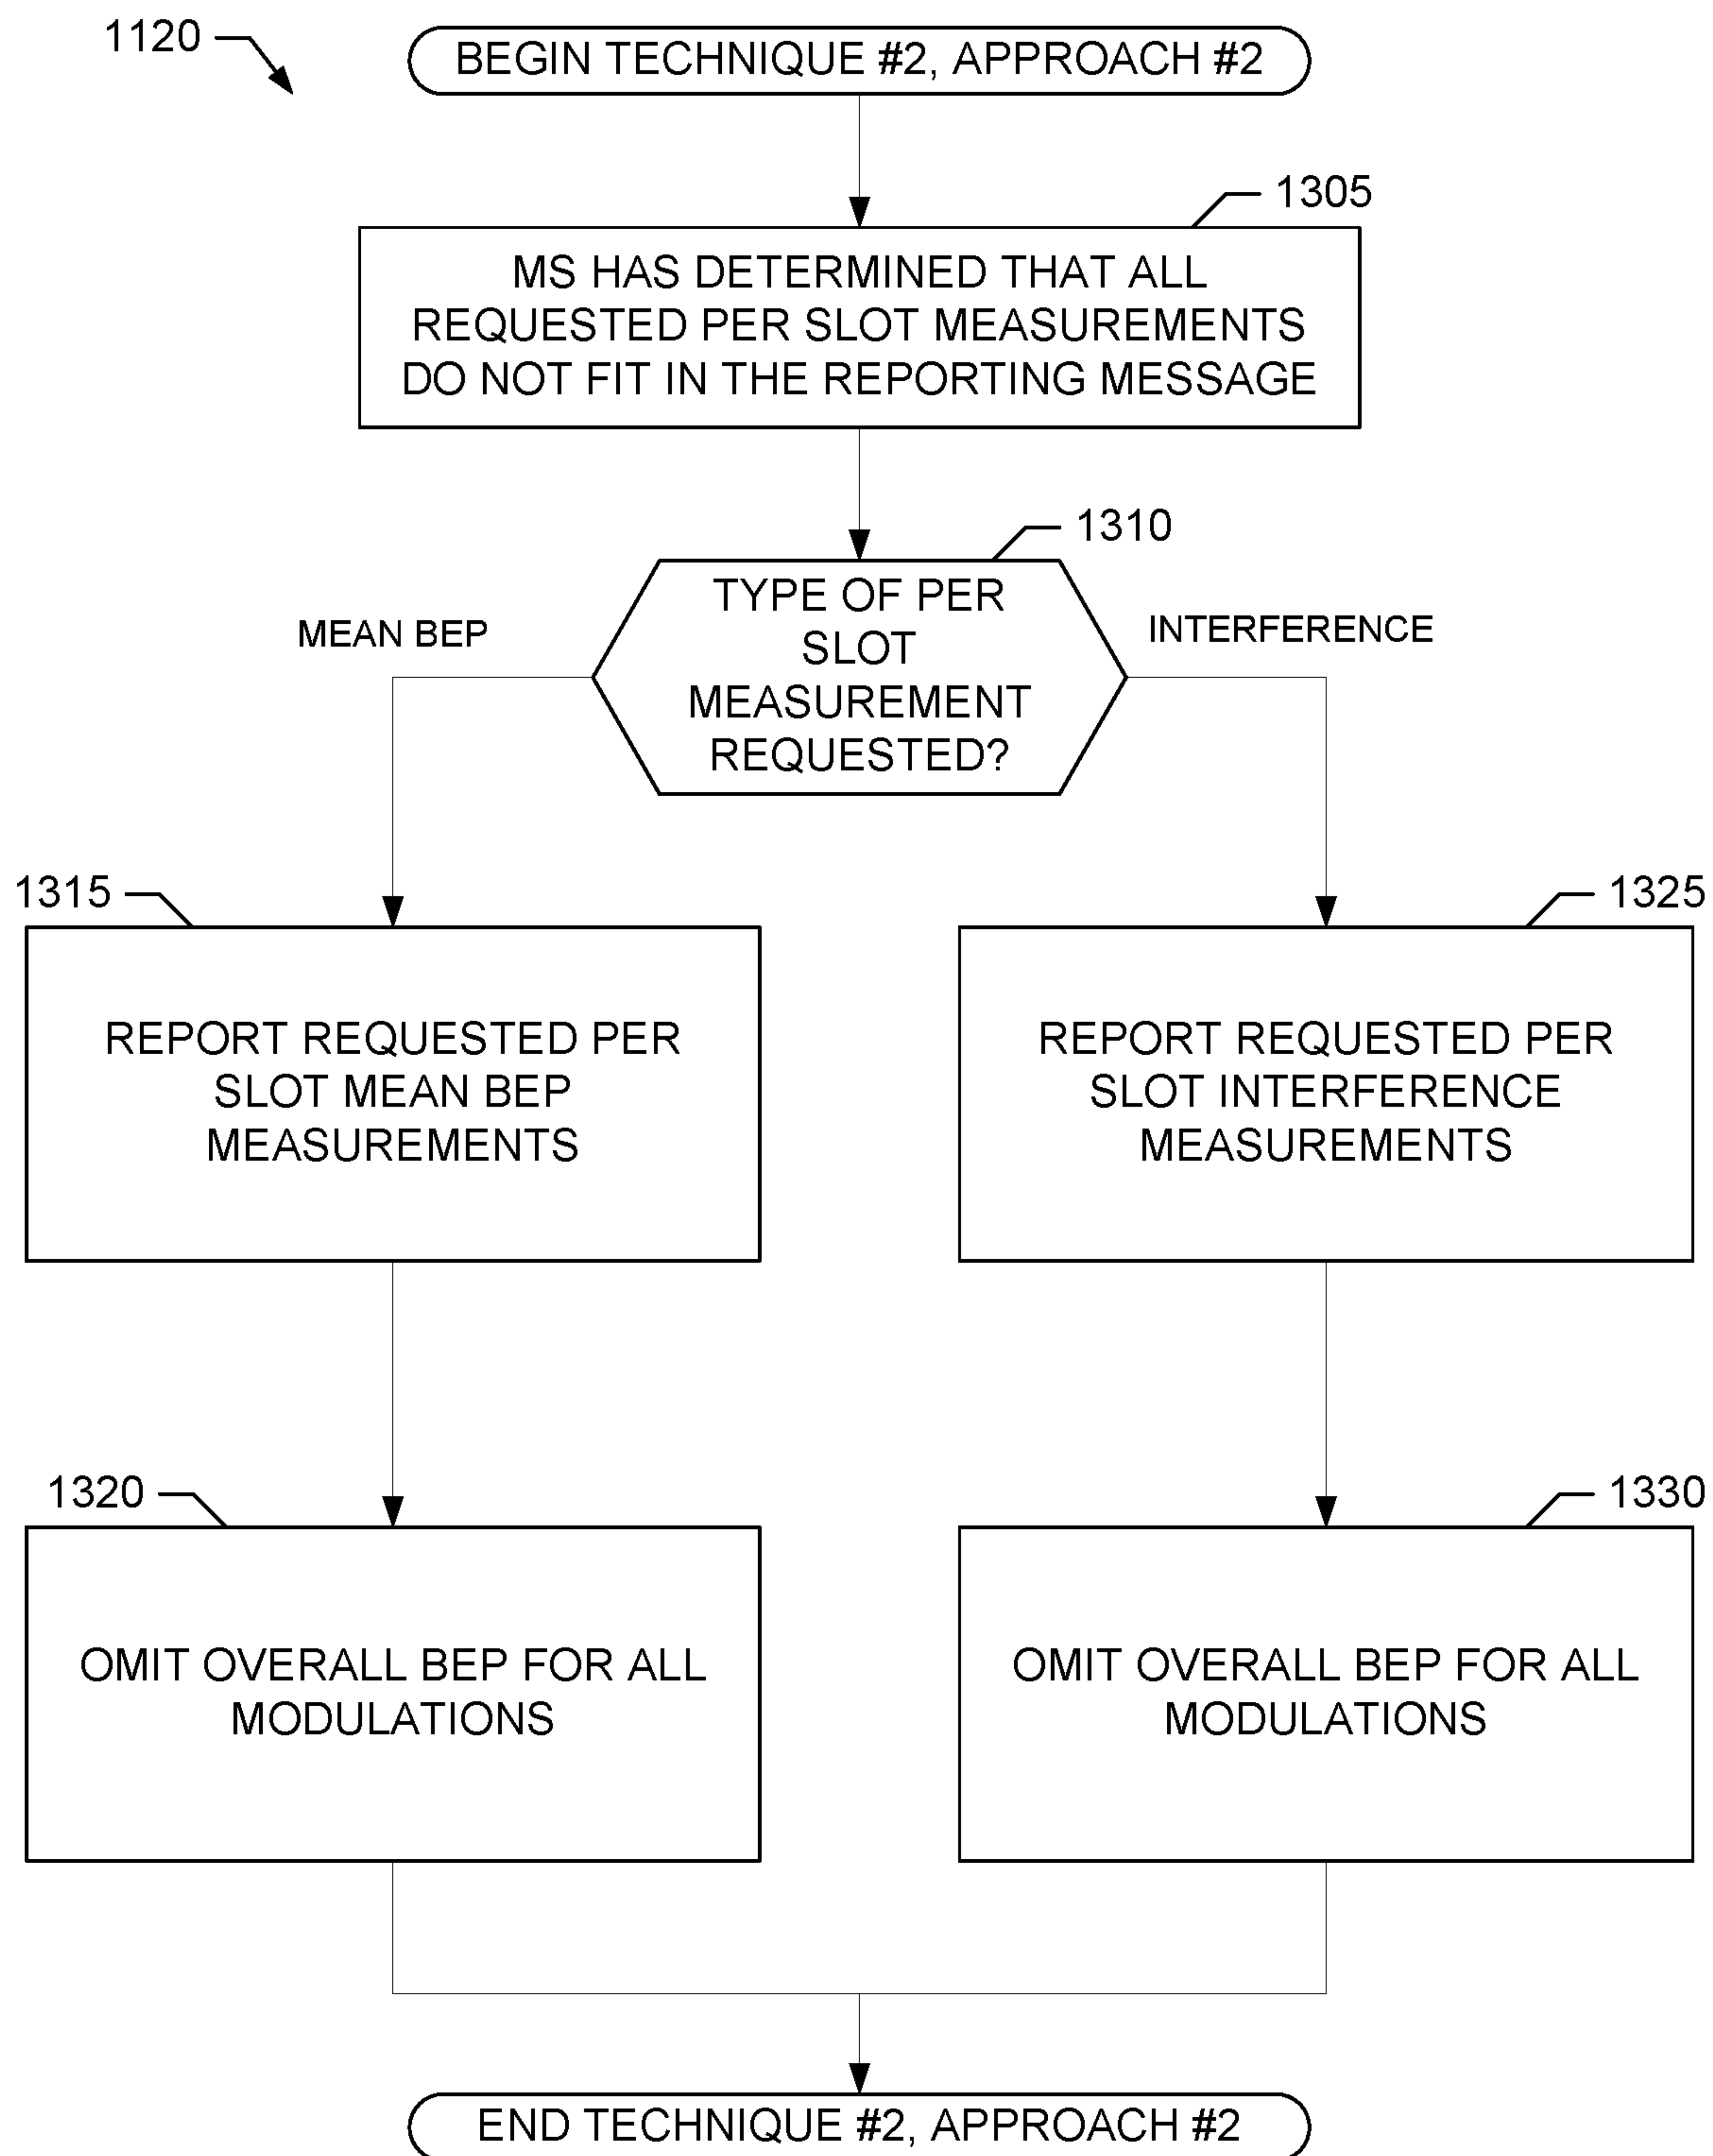 1120
BEGIN TECHNIQUE #2, APPROACH #2
1305
MS HAS DETERMINED THAT ALL
REQUESTED PER SLOT MEASUREMENTS
DO NOT FIT IN THE REPORTING MESSAGE
1310
TYPE OF PER
SLOT
MEASUREMENT
REQUESTED?
MEAN BEP
INTERFERENCE
1315
REPORT REQUESTED PER
SLOT MEAN BEP
MEASUREMENTS
1325
REPORT REQUESTED PER
SLOT INTERFERENCE
MEASUREMENTS
1320
OMIT OVERALL BEP FOR ALL
MODULATIONS
1330
OMIT OVERALL BEP FOR ALL
MODULATIONS
END TECHNIQUE #2, APPROACH #2